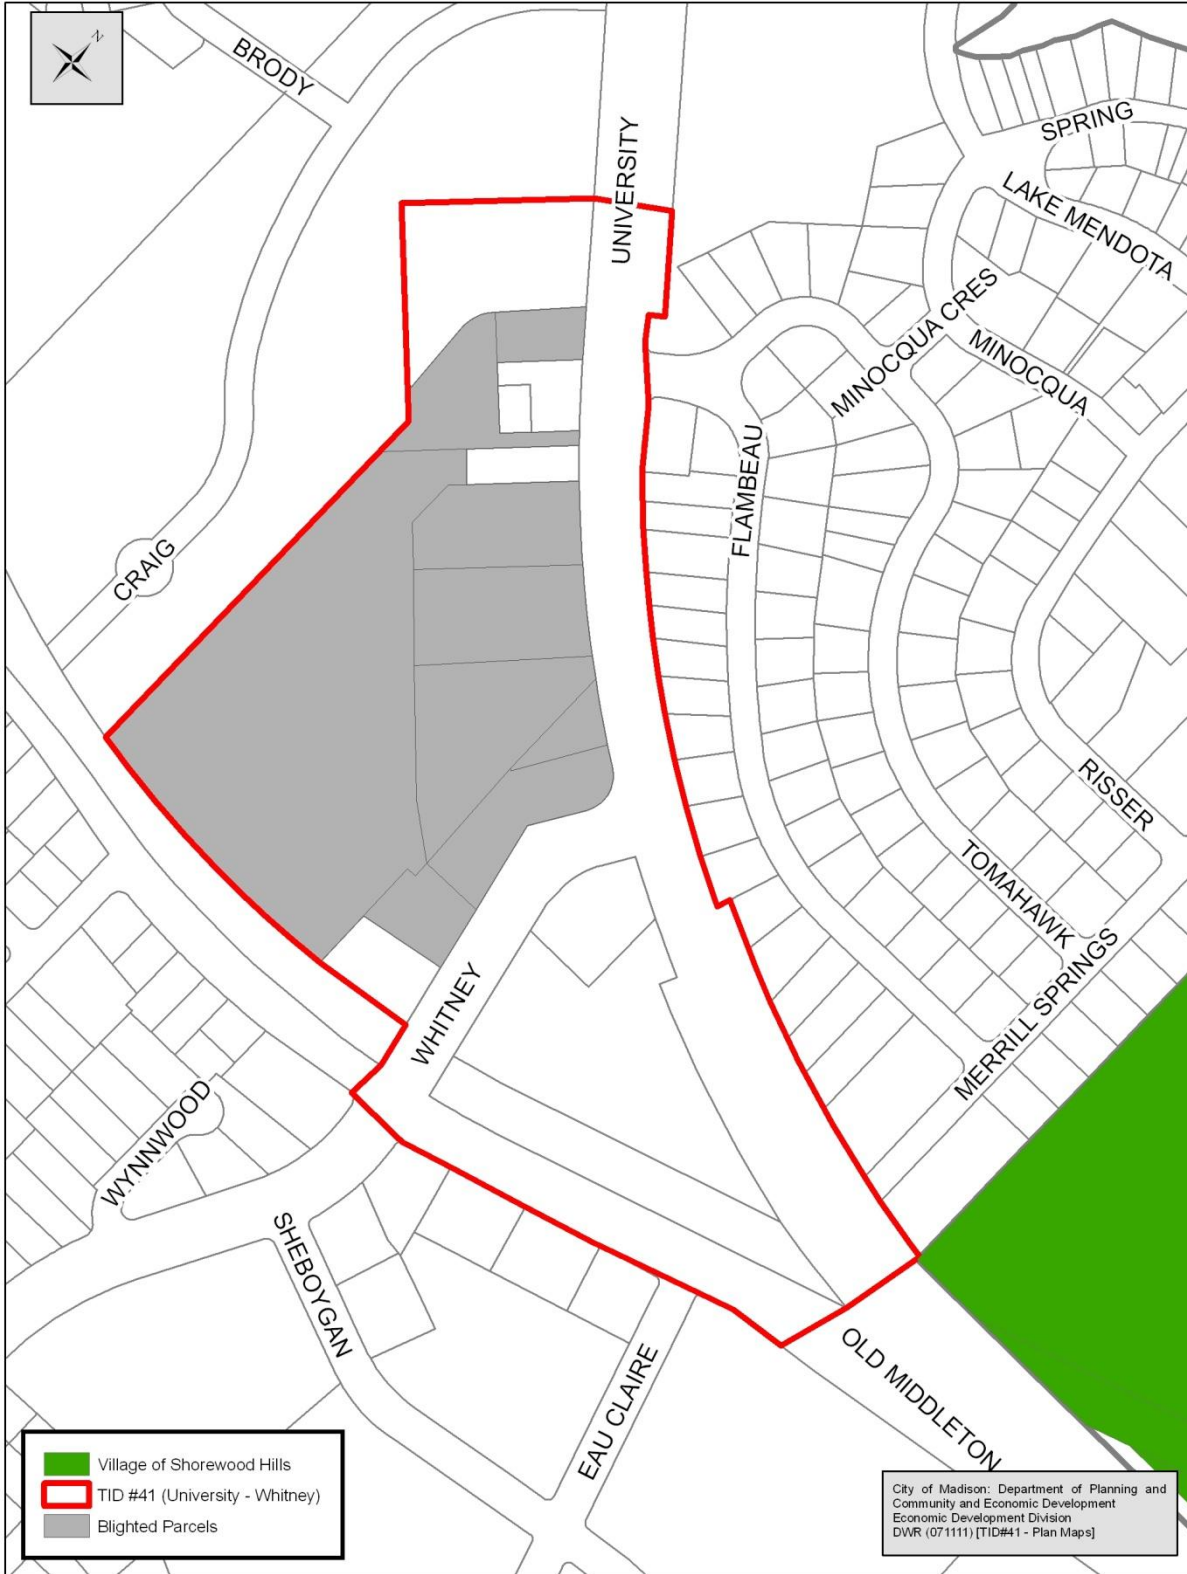 N
BRODY
UNIVERSITY
SPRING
LAKE MENDOTA
MINOCQUA CRES
MINOCQUA
FLAMBEAU
CRAIG
RISSER
TOMAHAWK
MERRILL SPRINGS
WHITNEY
WYNNWOOD
SHEBOYGAN
EAU CLAIRE
OLD MIDDLETON
Village of Shorewood Hills
TID #41 (University - Whitney)
Blighted Parcels
City of Madison: Department of Planning and
Community and Economic Development
Economic Development Division
DWR (071111) [TID#41 - Plan Maps]